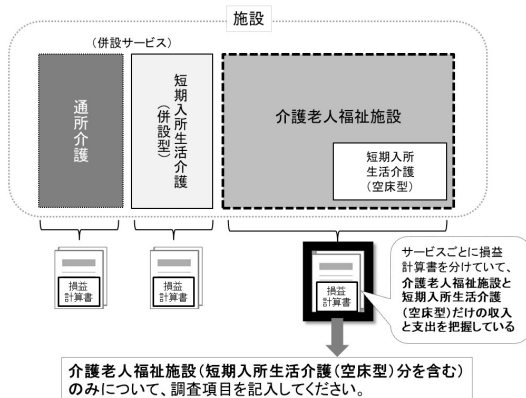 施設
（併設サービス）
通所介護
短期入所生活介護
（併設型）
介護老人福祉施設
短期入所
生活介護
（空床型）
損益
計算書
損益
計算書
損益
計算書
サービスごとに損益
計算書を分けていて、
介護老人福祉施設と
短期入所生活介護
（空床型）だけの収入
と支出を把握している
介護老人福祉施設（短期入所生活介護（空床型）分を含む）
のみについて、調査項目を記入してください。